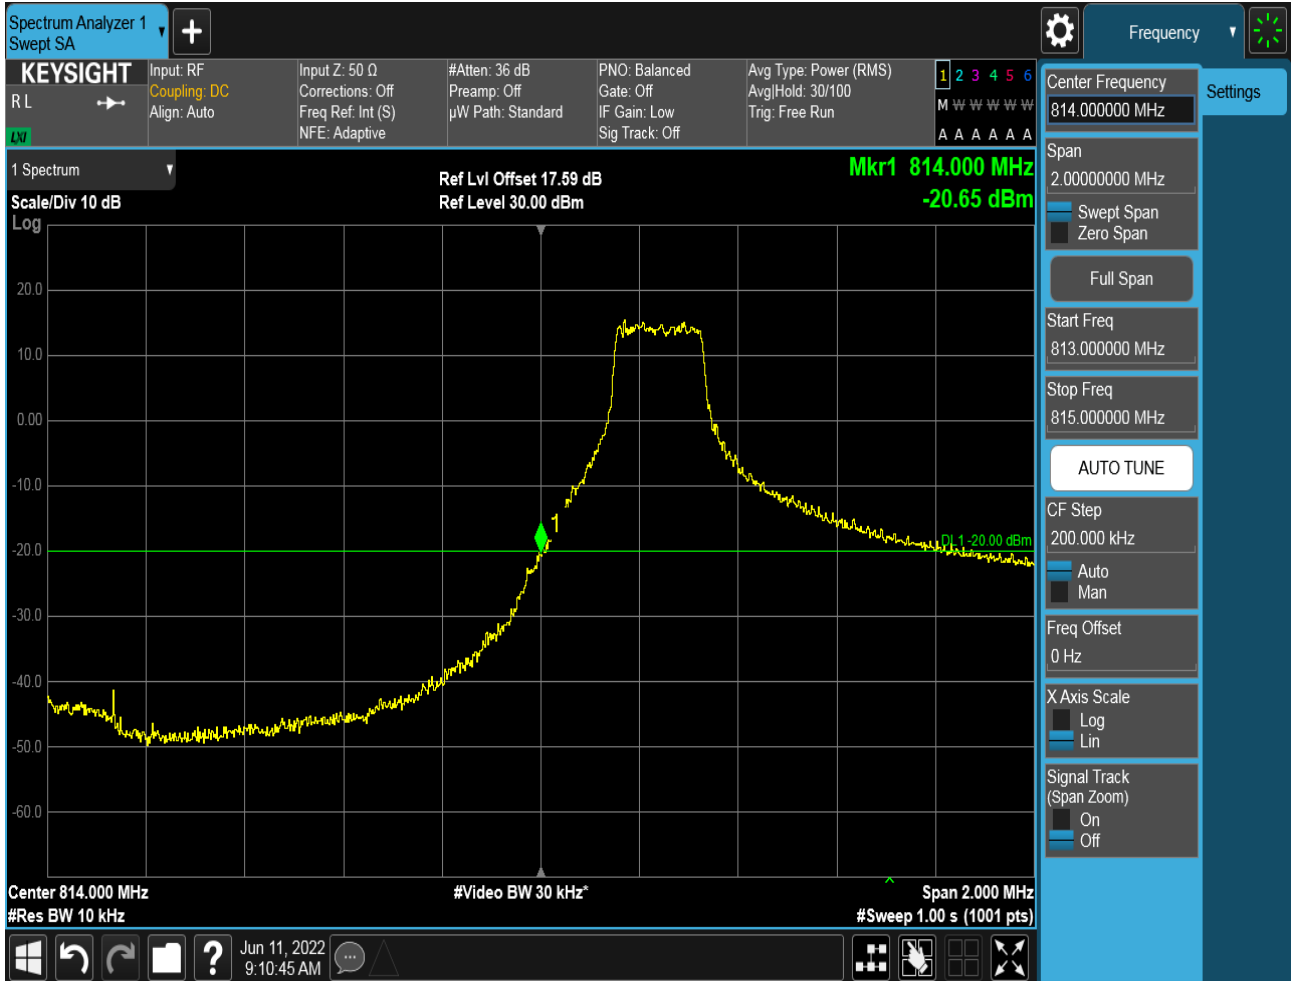 Spectrum Analyzer 1
Swept SA
Frequency
KEYSIGHT
R L
LXI
Input: RF
Coupling: DC
Align: Auto
Input Z: 50 Ω
Corrections: Off
Freq Ref: Int (S)
NFE: Adaptive
#Atten: 36 dB
Preamp: Off
µW Path: Standard
PNO: Balanced
Gate: Off
IF Gain: Low
Sig Track: Off
Avg Type: Power (RMS)
Avg|Hold: 30/100
Trig: Free Run
1 2 3 4 5 6
M W W W W W
A A A A A A
1 Spectrum
Scale/Div 10 dB
Log
Ref Lvl Offset 17.59 dB
Ref Level 30.00 dBm
Mkr1 814.000 MHz
-20.65 dBm
20.0
10.0
0.00
-10.0
-20.0
-30.0
-40.0
-50.0
-60.0
1
DL1 -20.00 dBm
Center 814.000 MHz
#Res BW 10 kHz
#Video BW 30 kHz*
Span 2.000 MHz
#Sweep 1.00 s (1001 pts)
Jun 11, 2022
9:10:45 AM
Center Frequency
814.000000 MHz
Settings
Span
2.00000000 MHz
Swept Span
Zero Span
Full Span
Start Freq
813.000000 MHz
Stop Freq
815.000000 MHz
AUTO TUNE
CF Step
200.000 kHz
Auto
Man
Freq Offset
0 Hz
X Axis Scale
Log
Lin
Signal Track
(Span Zoom)
On
Off